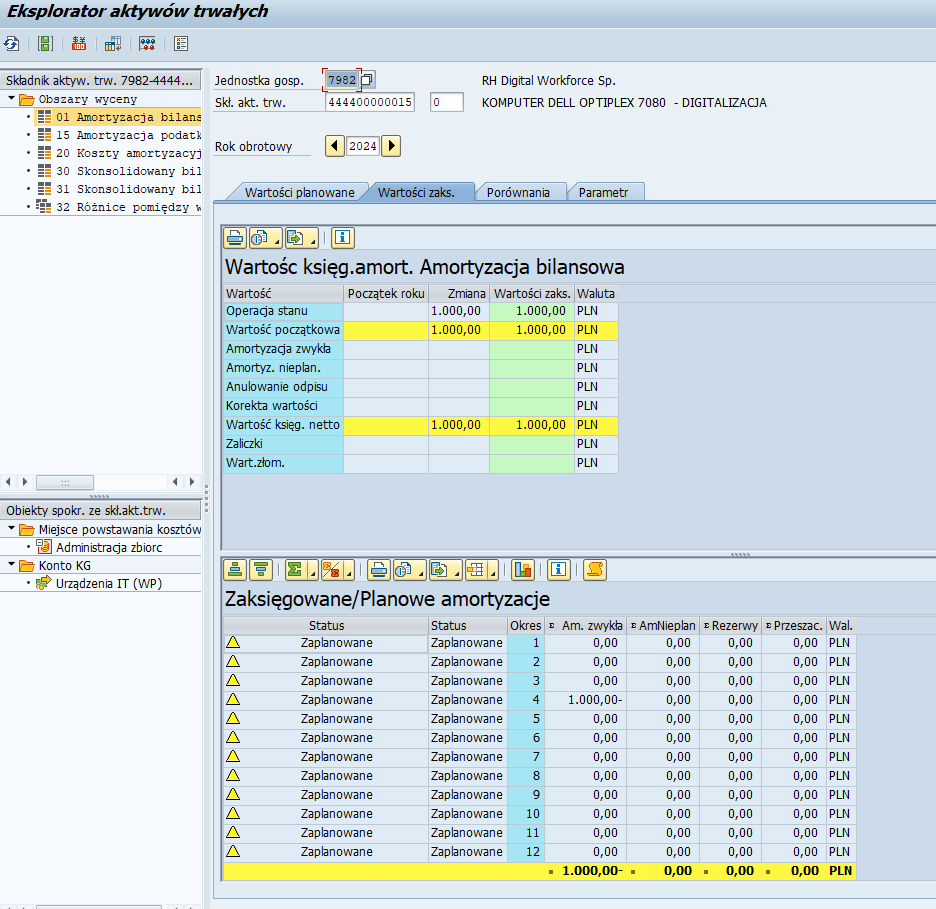 Eksplorator aktywów trwałych
Składnik aktyw. trw. 7982-4444...
Obszary wyceny
01 Amortyzacja bilans
15 Amortyzacja podatk
20 Koszty amortyzacyj
30 Skonsolidowany bil
31 Skonsolidowany bil
32 Różnice pomiędzy w
Obiekty spokr. ze skł.akt.trw.
Miejsce powstawania kosztów
Administracja zbiorc
Konto KG
Urządzenia IT (WP)
Jednostka gosp. 7982 RH Digital Workforce Sp.
Skł. akt. trw. 444400000015 0 KOMPUTER DELL OPTIPLEX 7080 - DIGITALIZACJA
Rok obrotowy 2024
Wartości planowane Wartości zaks. Porównania Parametr
Wartośc księg.amort. Amortyzacja bilansowa
Wartość Początek roku Zmiana Wartości zaks. Waluta
Operacja stanu 1.000,00 1.000,00 PLN
Wartość początkowa 1.000,00 1.000,00 PLN
Amortyzacja zwykła PLN
Amortyz. nieplan. PLN
Anulowanie odpisu PLN
Korekta wartości PLN
Wartość księg. netto 1.000,00 1.000,00 PLN
Zaliczki PLN
Wart.złom. PLN
Zaksięgowane/Planowe amortyzacje
Status Status Okres Σ Am. zwykła Σ AmNieplan Σ Rezerwy Σ Przeszac. Wal.
Zaplanowane Zaplanowane 1 0,00 0,00 0,00 0,00 PLN
Zaplanowane Zaplanowane 2 0,00 0,00 0,00 0,00 PLN
Zaplanowane Zaplanowane 3 0,00 0,00 0,00 0,00 PLN
Zaplanowane Zaplanowane 4 1.000,00- 0,00 0,00 0,00 PLN
Zaplanowane Zaplanowane 5 0,00 0,00 0,00 0,00 PLN
Zaplanowane Zaplanowane 6 0,00 0,00 0,00 0,00 PLN
Zaplanowane Zaplanowane 7 0,00 0,00 0,00 0,00 PLN
Zaplanowane Zaplanowane 8 0,00 0,00 0,00 0,00 PLN
Zaplanowane Zaplanowane 9 0,00 0,00 0,00 0,00 PLN
Zaplanowane Zaplanowane 10 0,00 0,00 0,00 0,00 PLN
Zaplanowane Zaplanowane 11 0,00 0,00 0,00 0,00 PLN
Zaplanowane Zaplanowane 12 0,00 0,00 0,00 0,00 PLN
▪ 1.000,00- ▪ 0,00 ▪ 0,00 ▪ 0,00 PLN